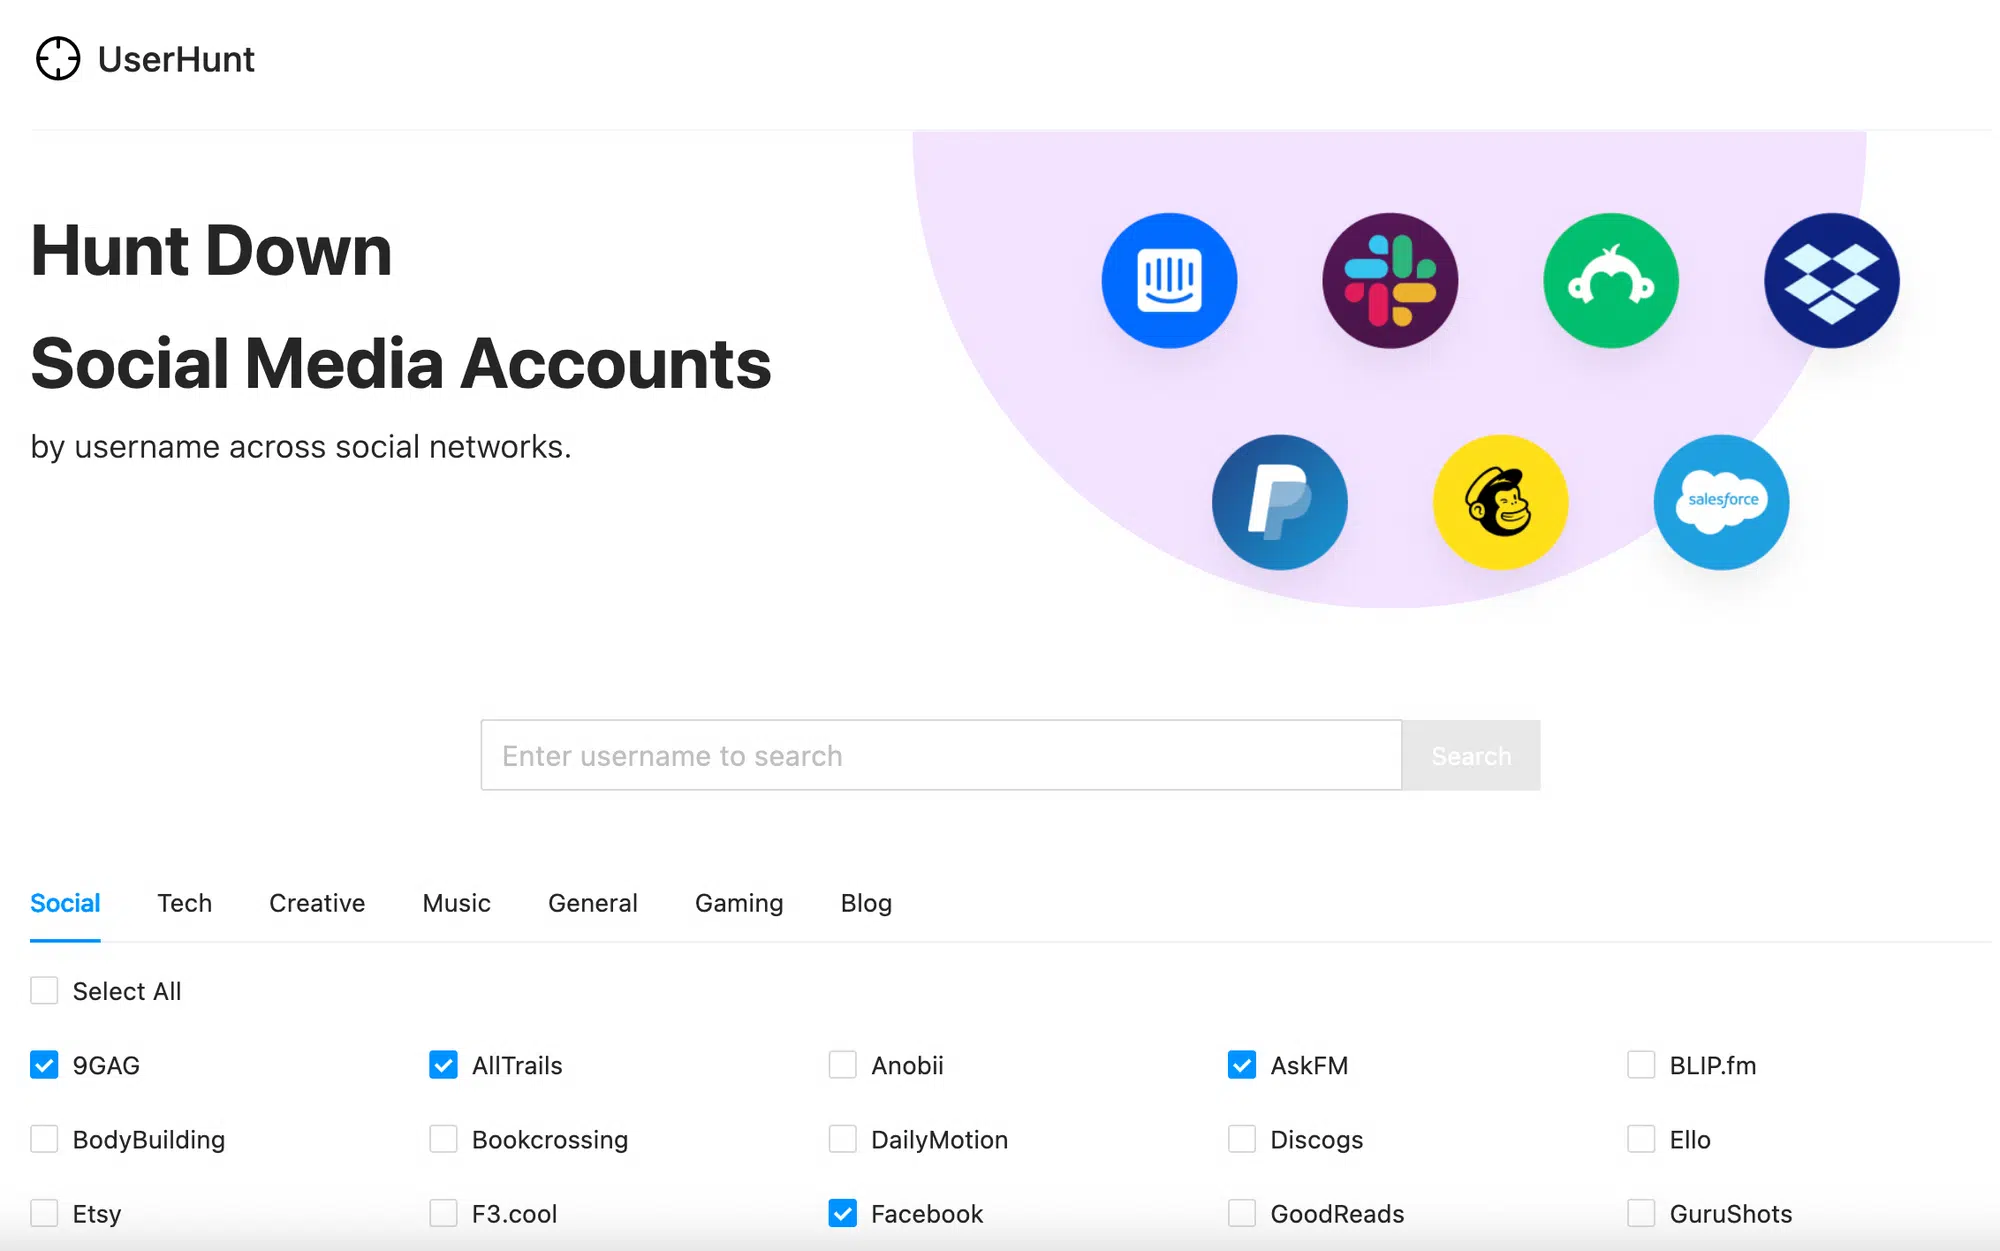 UserHunt
Hunt Down
Social Media Accounts
by username across social networks.
salesforce
Enter username to search
Search
Social Tech Creative Music General Gaming Blog
Select All
9GAG AllTrails Anobii AskFM BLIP.fm
BodyBuilding Bookcrossing DailyMotion Discogs Ello
Etsy F3.cool Facebook GoodReads GuruShots